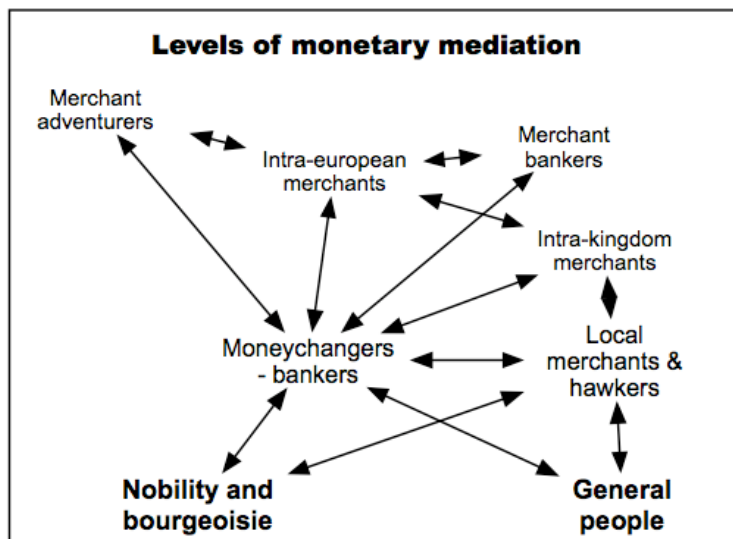 Levels of monetary mediation
Merchant
adventurers
Intra-european
merchants
Merchant
bankers
Intra-kingdom
merchants
Moneychangers
- bankers
Local
merchants &
hawkers
Nobility and
bourgeoisie
General
people